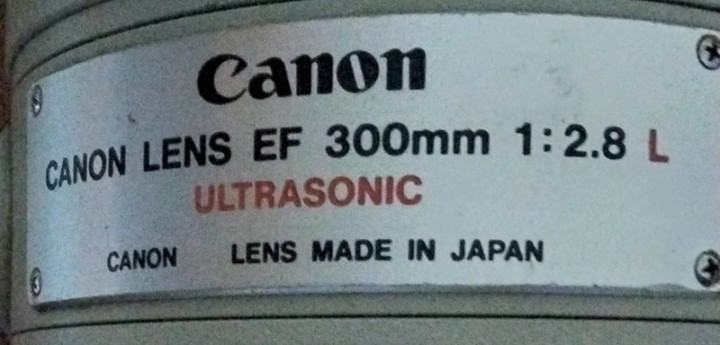 Canon
CANON LENS EF 300mm 1:2.8 L
ULTRASONIC
CANON LENS MADE IN JAPAN